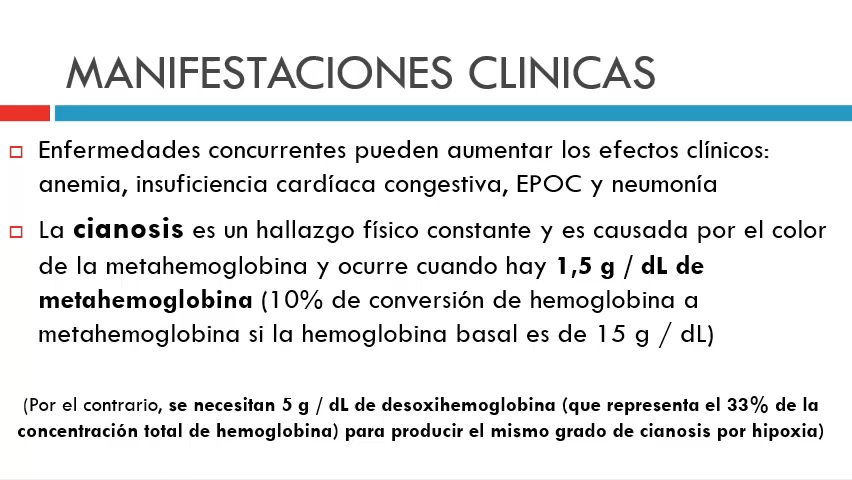 MANIFESTACIONES CLINICAS
Enfermedades concurrentes pueden aumentar los efectos clínicos:
anemia, insuficiencia cardíaca congestiva, EPOC y neumonía
La cianosis es un hallazgo físico constante y es causada por el color
de la metahemoglobina y ocurre cuando hay 1,5 g / dL de
metahemoglobina (10% de conversión de hemoglobina a
metahemoglobina si la hemoglobina basal es de 15 g / dL)
(Por el contrario, se necesitan 5 g / dL de desoxihemoglobina (que representa el 33% de la
concentración total de hemoglobina) para producir el mismo grado de cianosis por hipoxia)